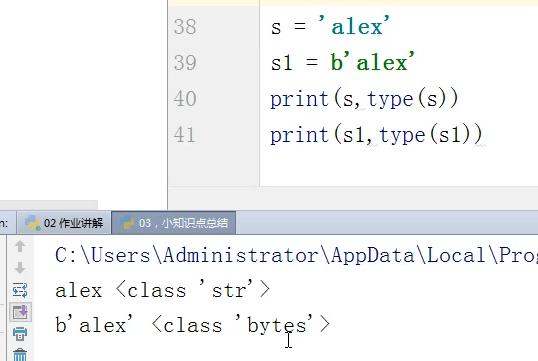 38 s = 'alex'
39 s1 = b'alex'
40 print(s,type(s))
41 print(s1,type(s1))
n: 02 作业讲解 03，小知识点总结
C:\Users\Administrator\AppData\Local\Prog
alex <class 'str'>
b'alex' <class 'bytes'>